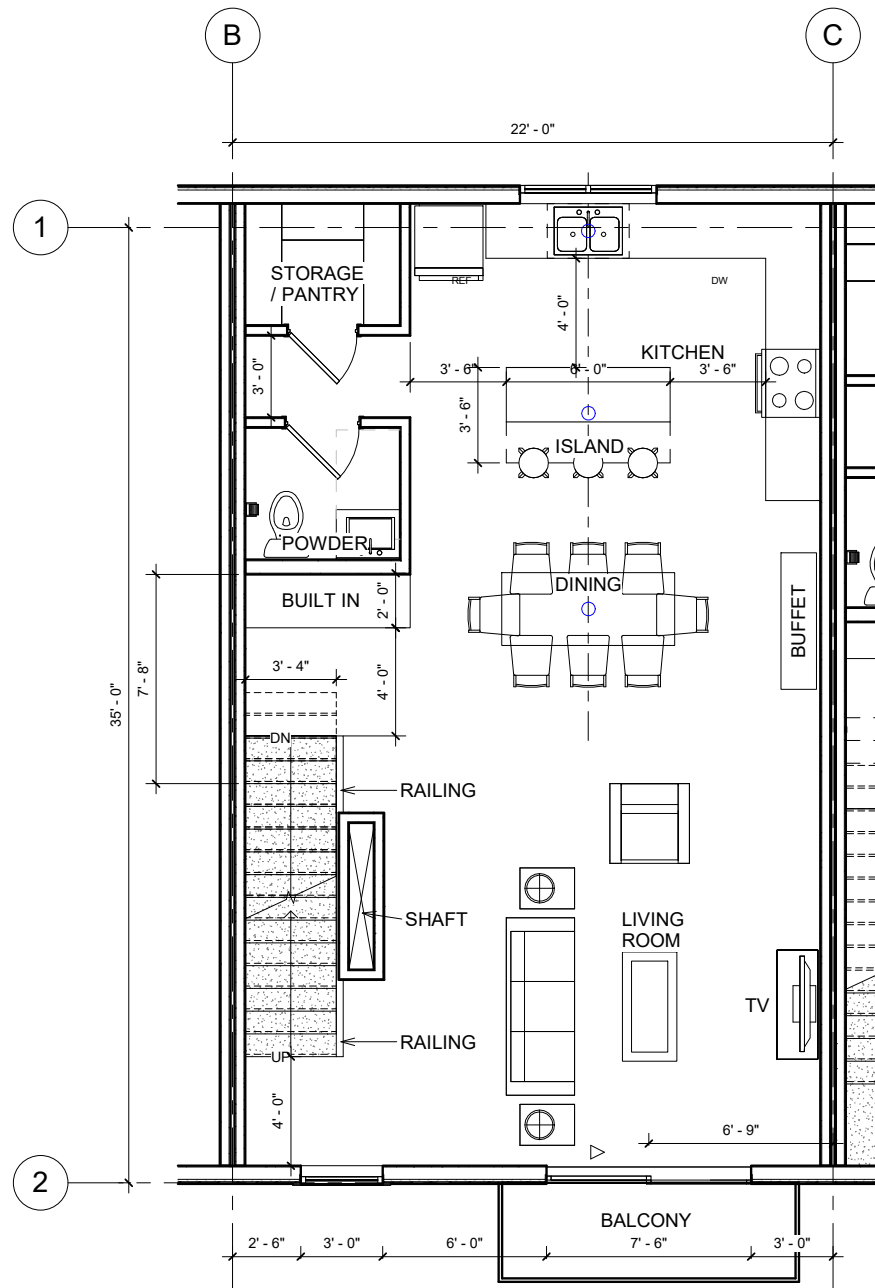 B
C
22' - 0"
1
STORAGE
/ PANTRY
REF
DW
4' - 0"
KITCHEN
3' - 0"
3' - 6"
6' - 0"
3' - 6"
3' - 6"
ISLAND
POWDER
DINING
BUILT IN
2' - 0"
BUFFET
3' - 4"
4' - 0"
7' - 8"
35' - 0"
DN
RAILING
SHAFT
LIVING
ROOM
TV
UP
RAILING
4' - 0"
6' - 9"
2
BALCONY
2' - 6"
3' - 0"
6' - 0"
7' - 6"
3' - 0"